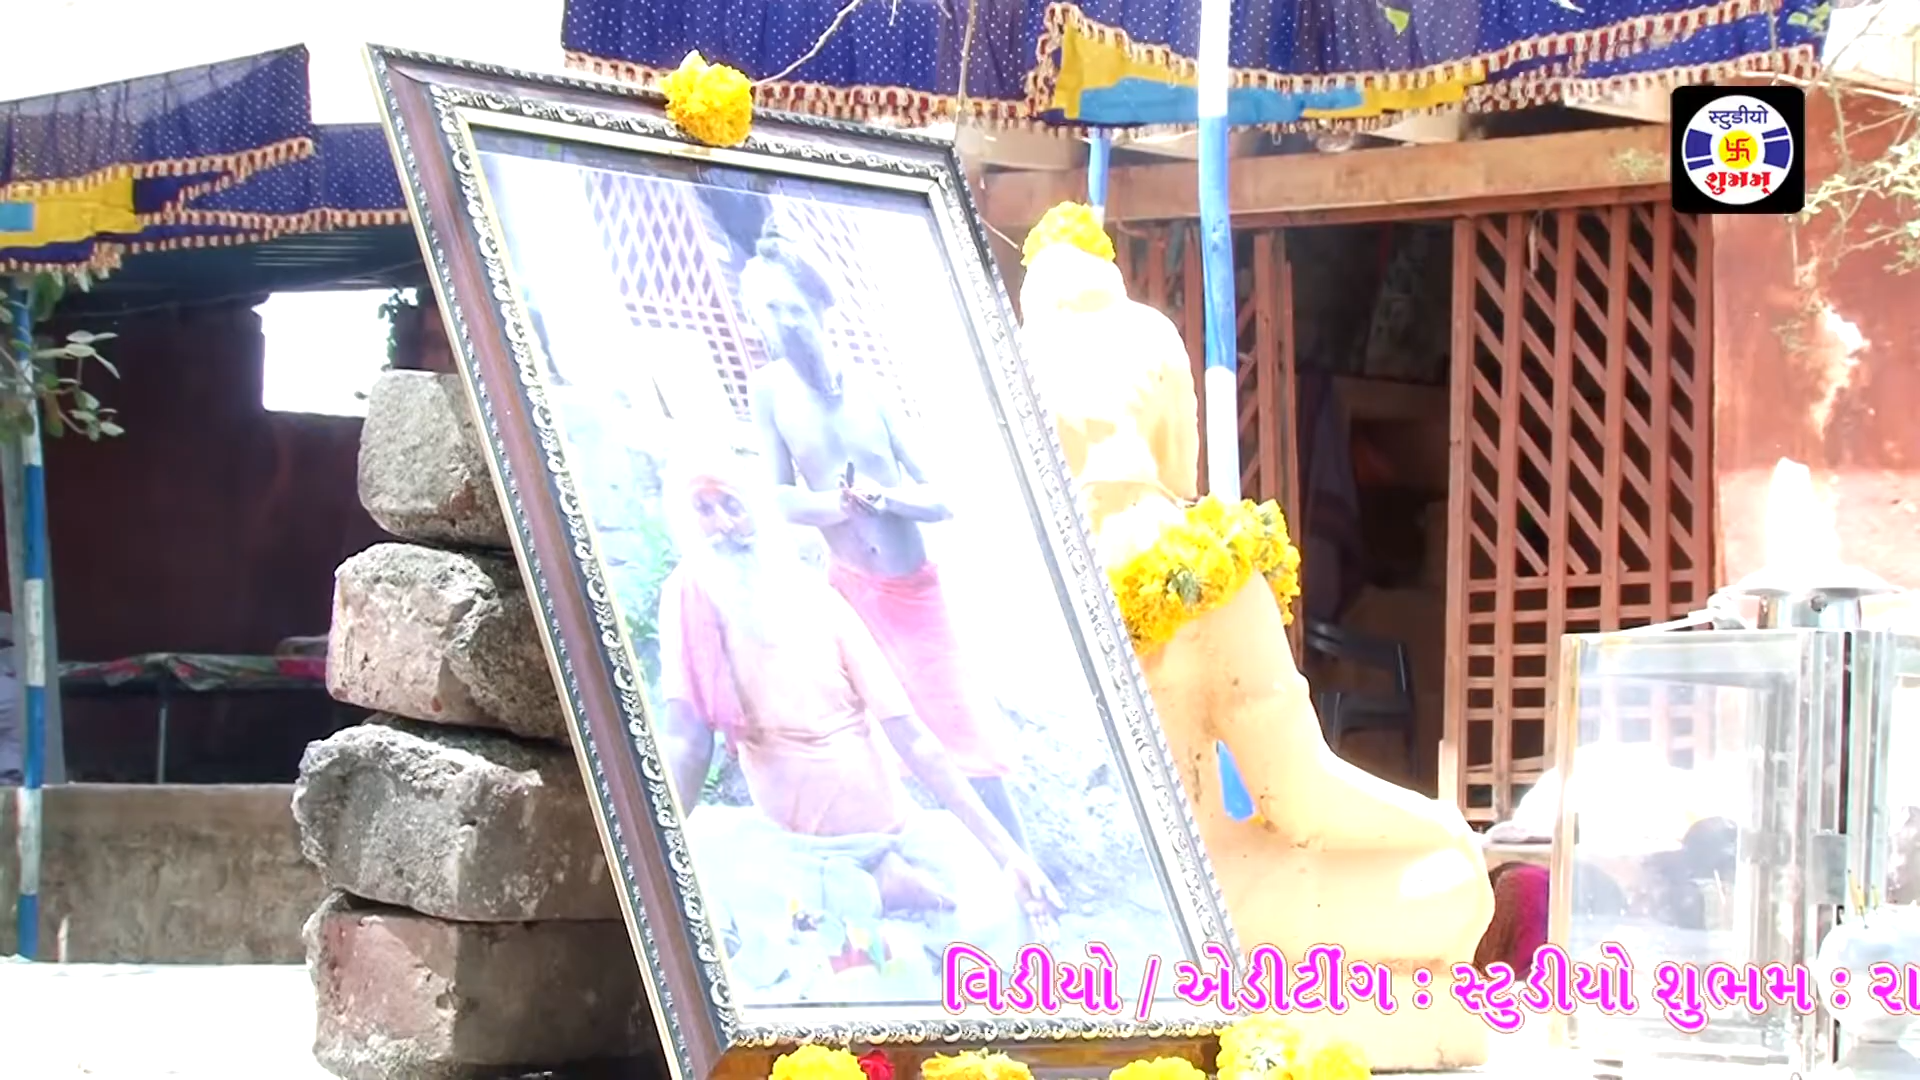 स्टुडीयो
शुभम्
વિડીયો / એડીટીંગ : સ્ટુડીયો શુભમ : રા